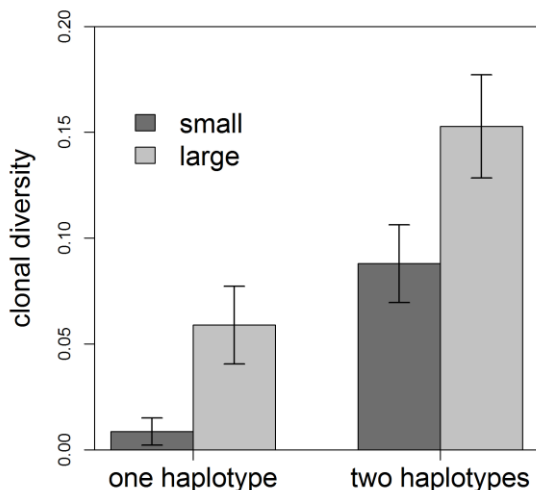 0.20
0.15
0.10
0.05
0.00
clonal diversity
small
large
one haplotype
two haplotypes